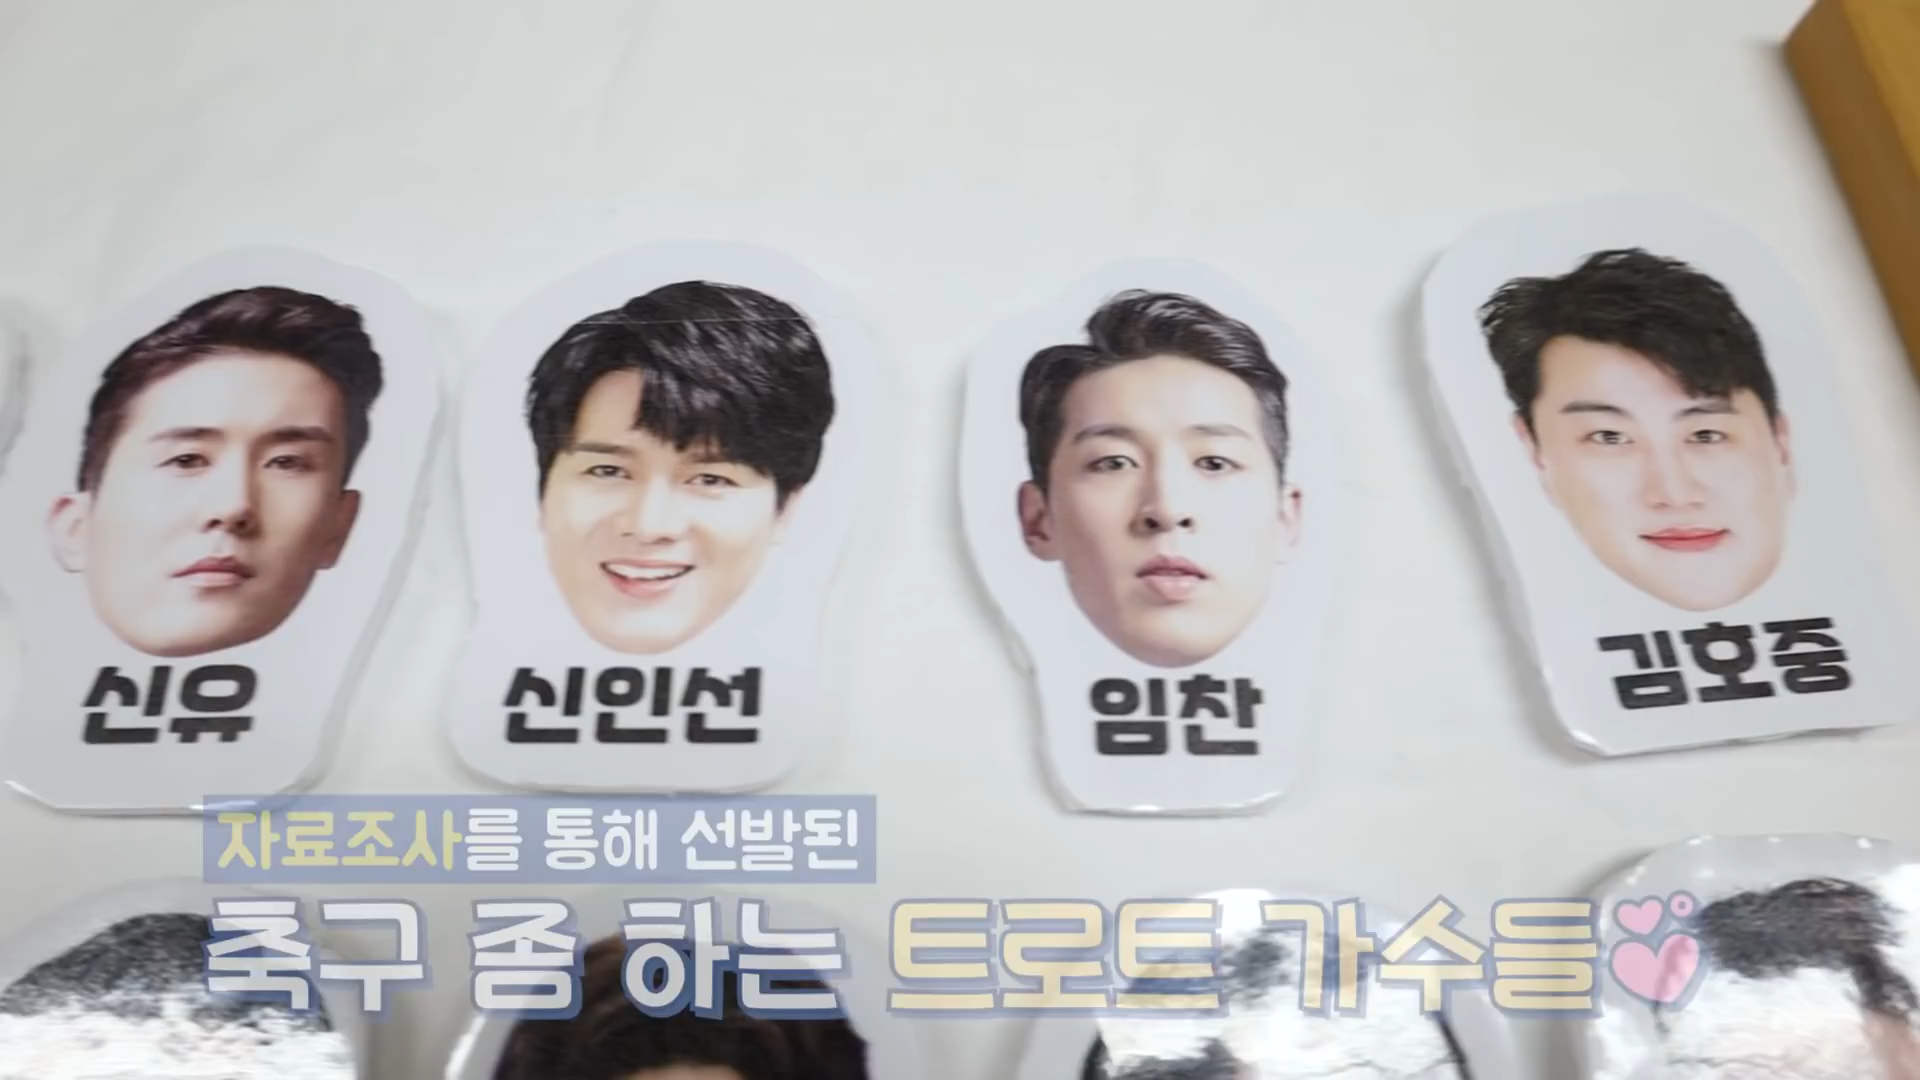 신유
신인선
임찬
김호중
자료조사를 통해 선발된
축구 좀 하는 트로트 가수들